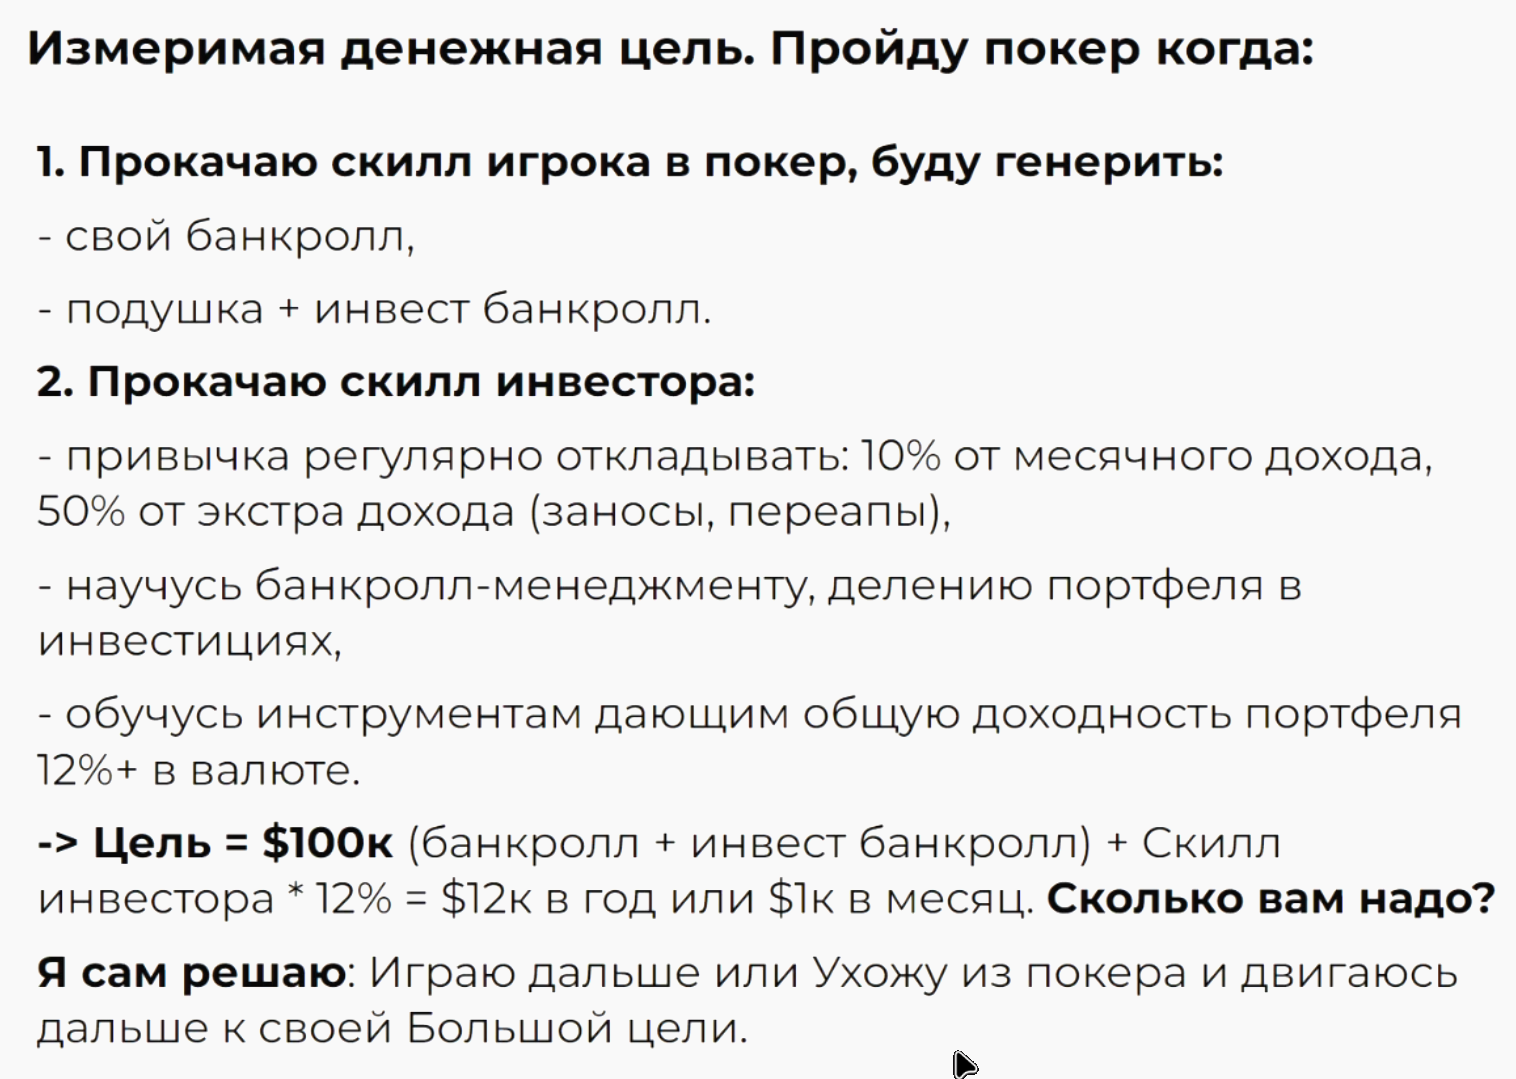 Измеримая денежная цель. Пройду покер когда:
1. Прокачаю скилл игрока в покер, буду генерить:
- свой банкролл,
- подушка + инвест банкролл.
2. Прокачаю скилл инвестора:
- привычка регулярно откладывать: 10% от месячного дохода,
50% от экстра дохода (заносы, переапы),
- научусь банкролл-менеджменту, делению портфеля в
инвестициях,
- обучусь инструментам дающим общую доходность портфеля
12%+ в валюте.
-> Цель = $100к (банкролл + инвест банкролл) + Скилл
инвестора * 12% = $12к в год или $1к в месяц. Сколько вам надо?
Я сам решаю: Играю дальше или Ухожу из покера и двигаюсь
дальше к своей Большой цели.